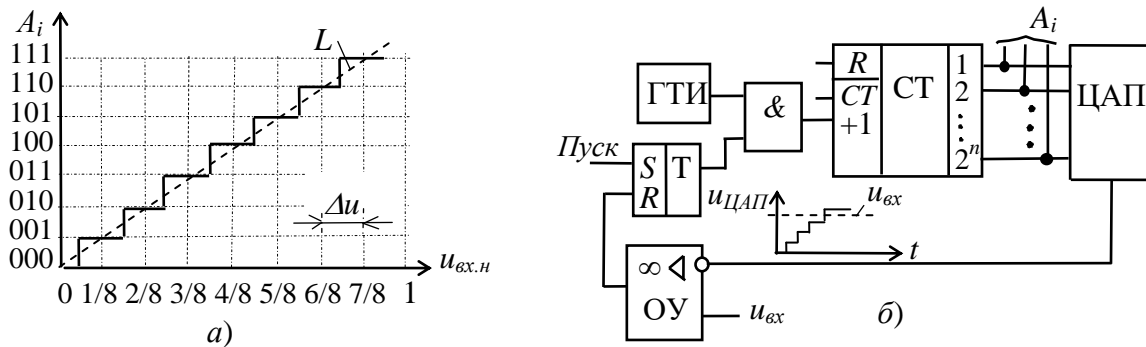 A_i
111
110
101
100
011
010
001
000
L
Δu
u_вх.н
0 1/8 2/8 3/8 4/8 5/8 6/8 7/8 1
а)
A_i
ГТИ
&
R
CT
+1
СТ
1
2
2^n
ЦАП
Пуск
S
R
Т
u_ЦАП
u_вх
t
∞
ОУ
u_вх
б)